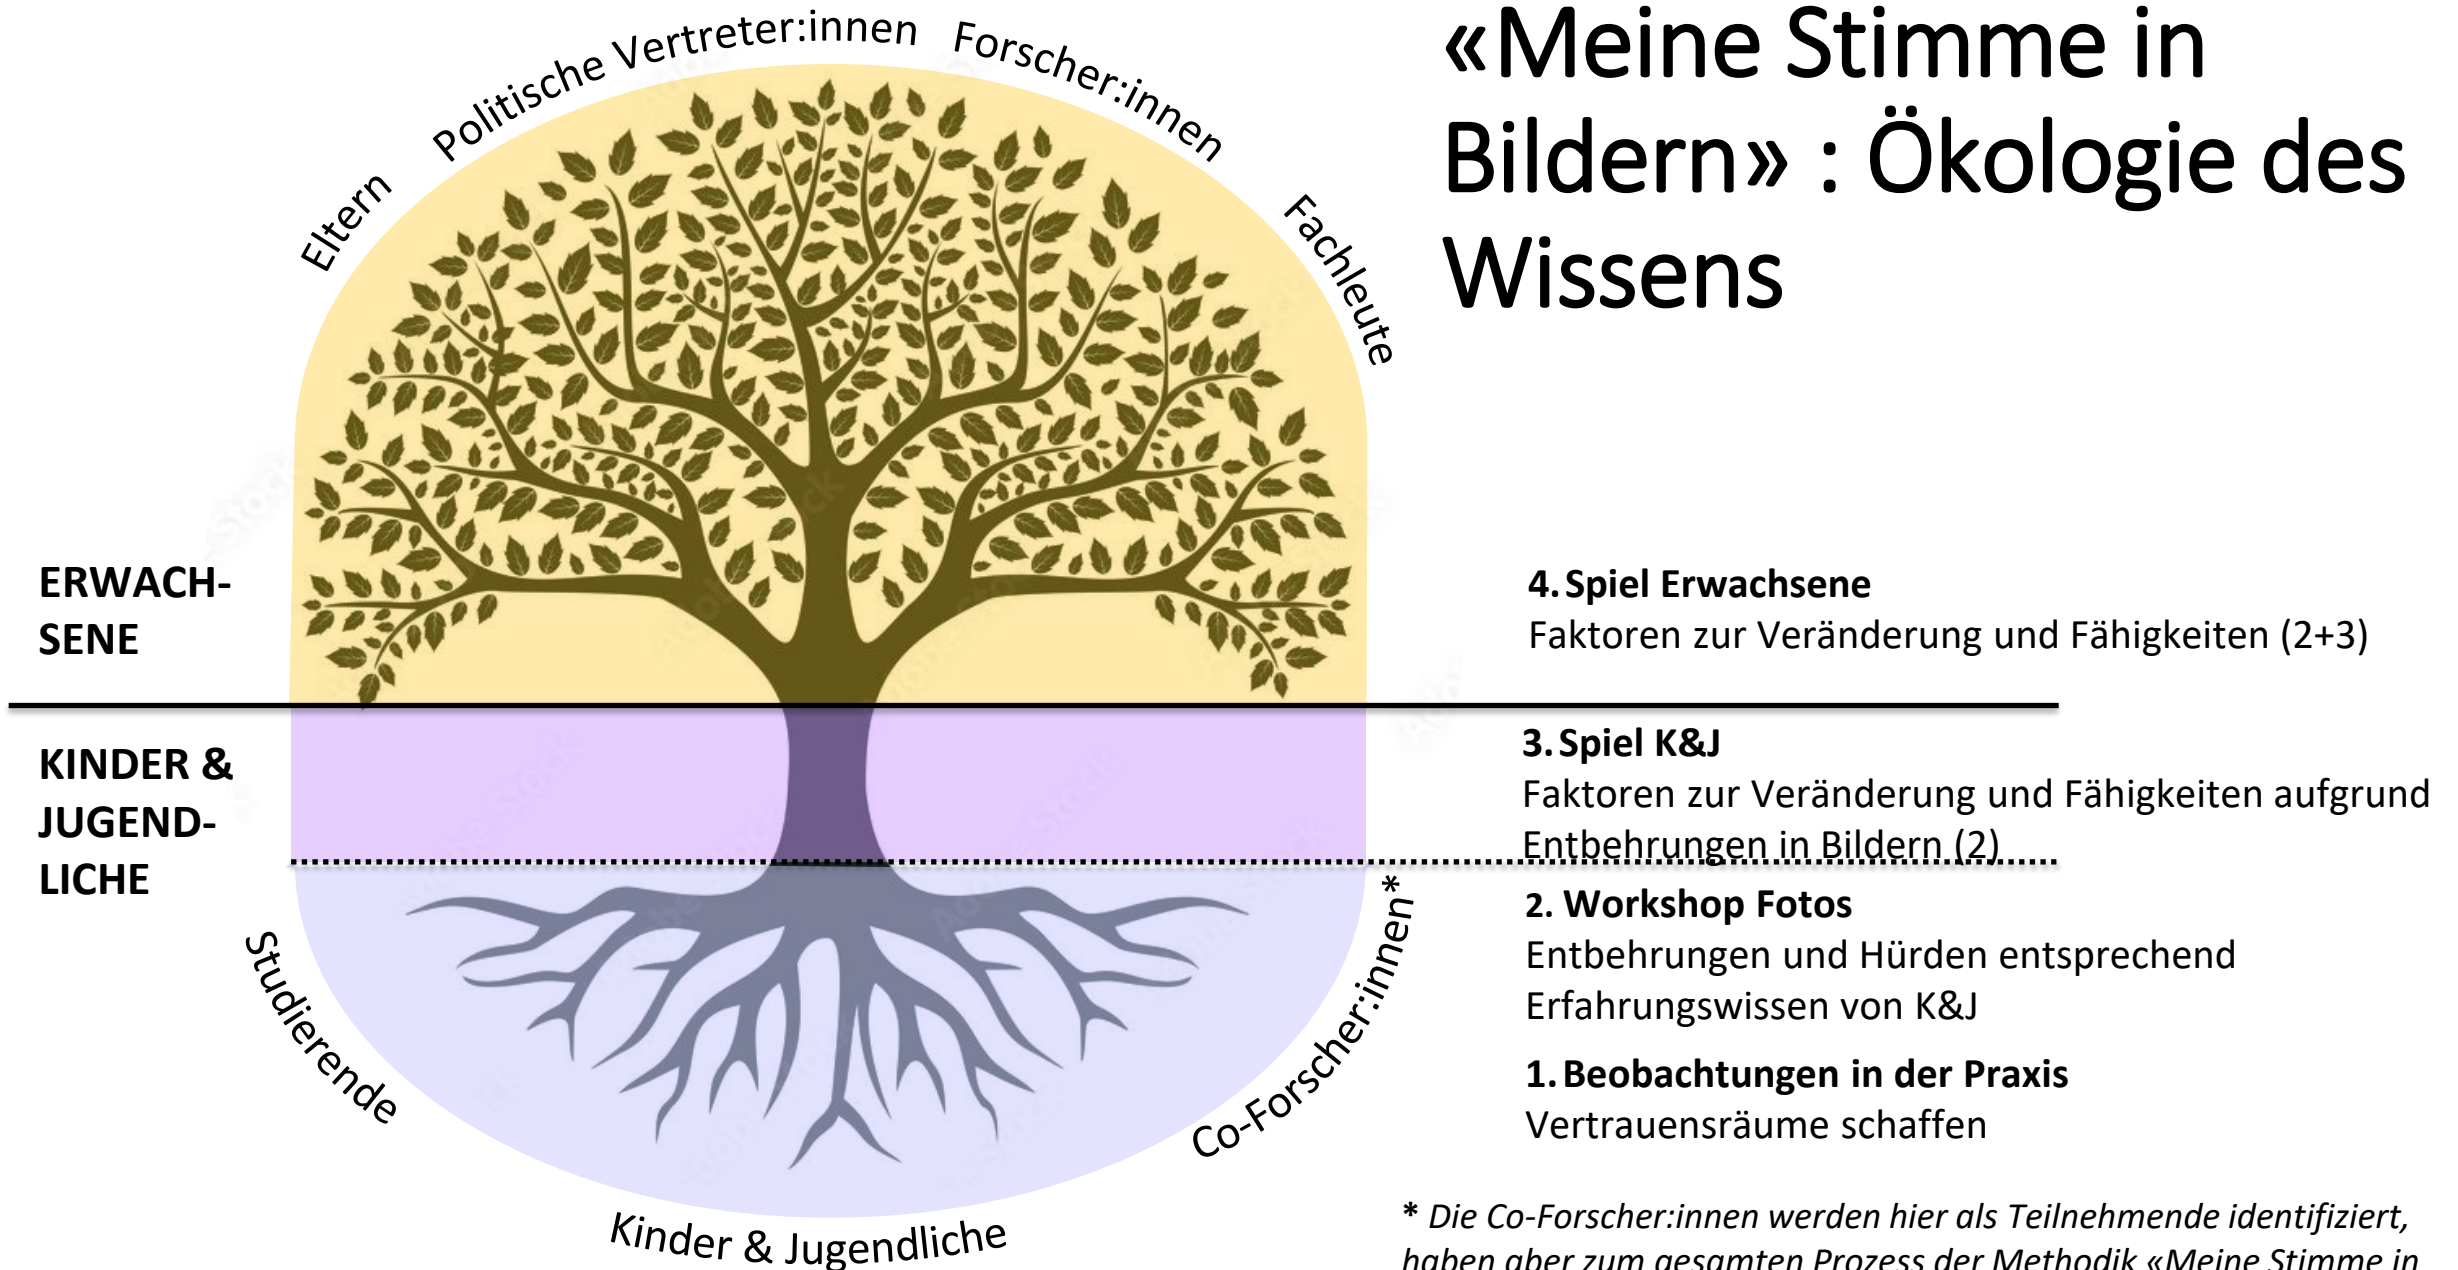 «Meine Stimme in
Bildern» : Ökologie des
Wissens
Eltern
Politische Vertreter:innen
Forscher:innen
Fachleute
ERWACH-
SENE
4. Spiel Erwachsene
Faktoren zur Veränderung und Fähigkeiten (2+3)
KINDER &
JUGEND-
LICHE
3. Spiel K&J
Faktoren zur Veränderung und Fähigkeiten aufgrund
Entbehrungen in Bildern (2)
2. Workshop Fotos
Entbehrungen und Hürden entsprechend
Erfahrungswissen von K&J
1. Beobachtungen in der Praxis
Vertrauensräume schaffen
Studierende
Kinder & Jugendliche
Co-Forscher:innen*
* Die Co-Forscher:innen werden hier als Teilnehmende identifiziert,
haben aber zum gesamten Prozess der Methodik «Meine Stimme in